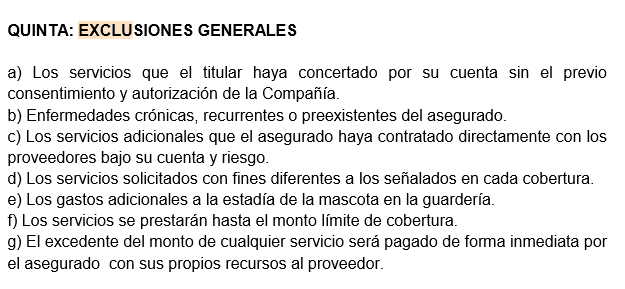 QUINTA: EXCLUSIONES GENERALES
a) Los servicios que el titular haya concertado por su cuenta sin el previo
consentimiento y autorización de la Compañía.
b) Enfermedades crónicas, recurrentes o preexistentes del asegurado.
c) Los servicios adicionales que el asegurado haya contratado directamente con los
proveedores bajo su cuenta y riesgo.
d) Los servicios solicitados con fines diferentes a los señalados en cada cobertura.
e) Los gastos adicionales a la estadía de la mascota en la guardería.
f) Los servicios se prestarán hasta el monto límite de cobertura.
g) El excedente del monto de cualquier servicio será pagado de forma inmediata por
el asegurado  con sus propios recursos al proveedor.